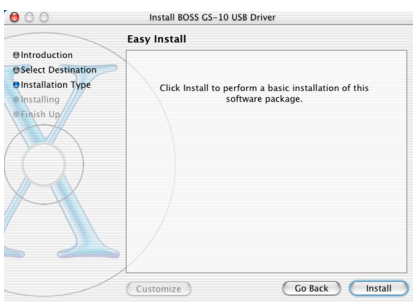 Install BOSS GS-10 USB Driver
Easy Install
Introduction
Select Destination
Installation Type
Installing
Finish Up
Click Install to perform a basic installation of this
software package.
Customize
Go Back
Install